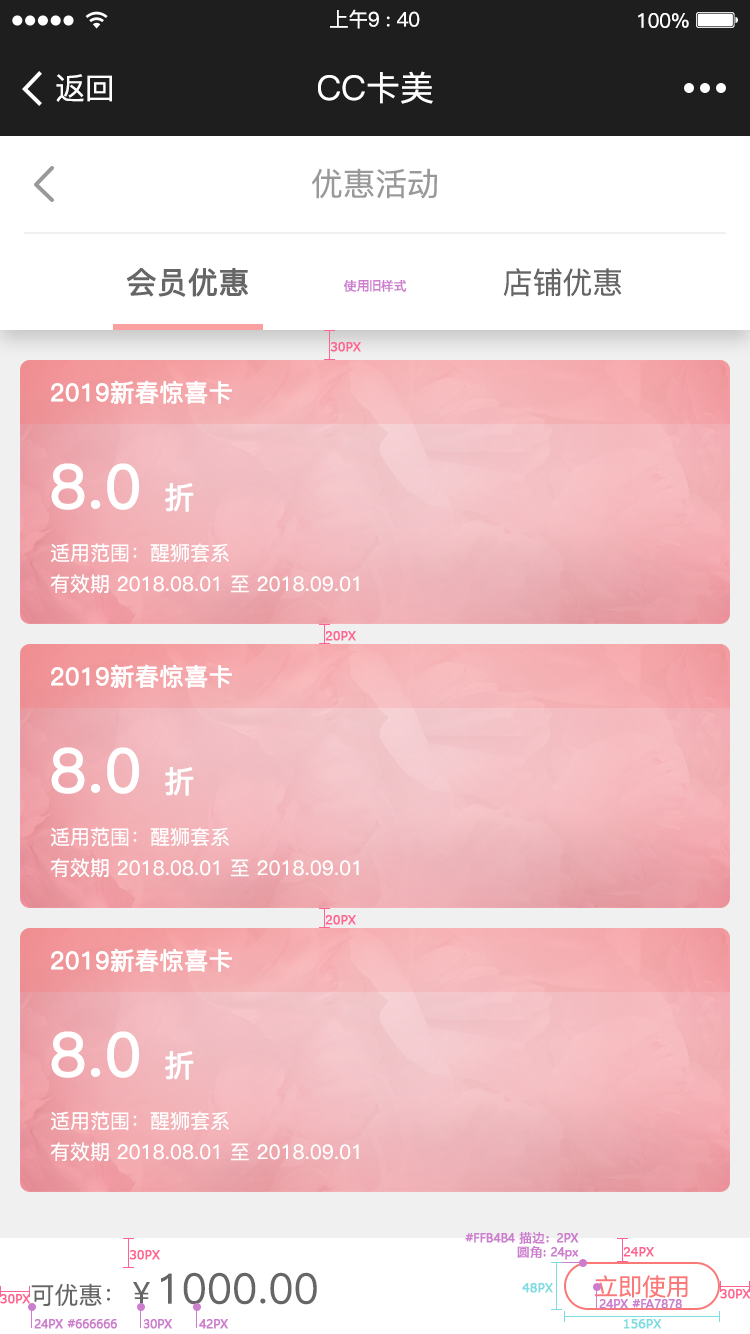 上午9 : 40
100%
返回
CC卡美
优惠活动
会员优惠
使用旧样式
店铺优惠
30PX
2019新春惊喜卡
8.0 折
适用范围：醒狮套系
有效期 2018.08.01 至 2018.09.01
20PX
2019新春惊喜卡
8.0 折
适用范围：醒狮套系
有效期 2018.08.01 至 2018.09.01
20PX
2019新春惊喜卡
8.0 折
适用范围：醒狮套系
有效期 2018.08.01 至 2018.09.01
#FFB4B4 描边：2PX
圆角: 24px
30PX
24PX
48PX
30PX
可优惠：
¥ 1000.00
立即使用
30PX
24PX #FA7878
24PX #666666
30PX
42PX
156PX